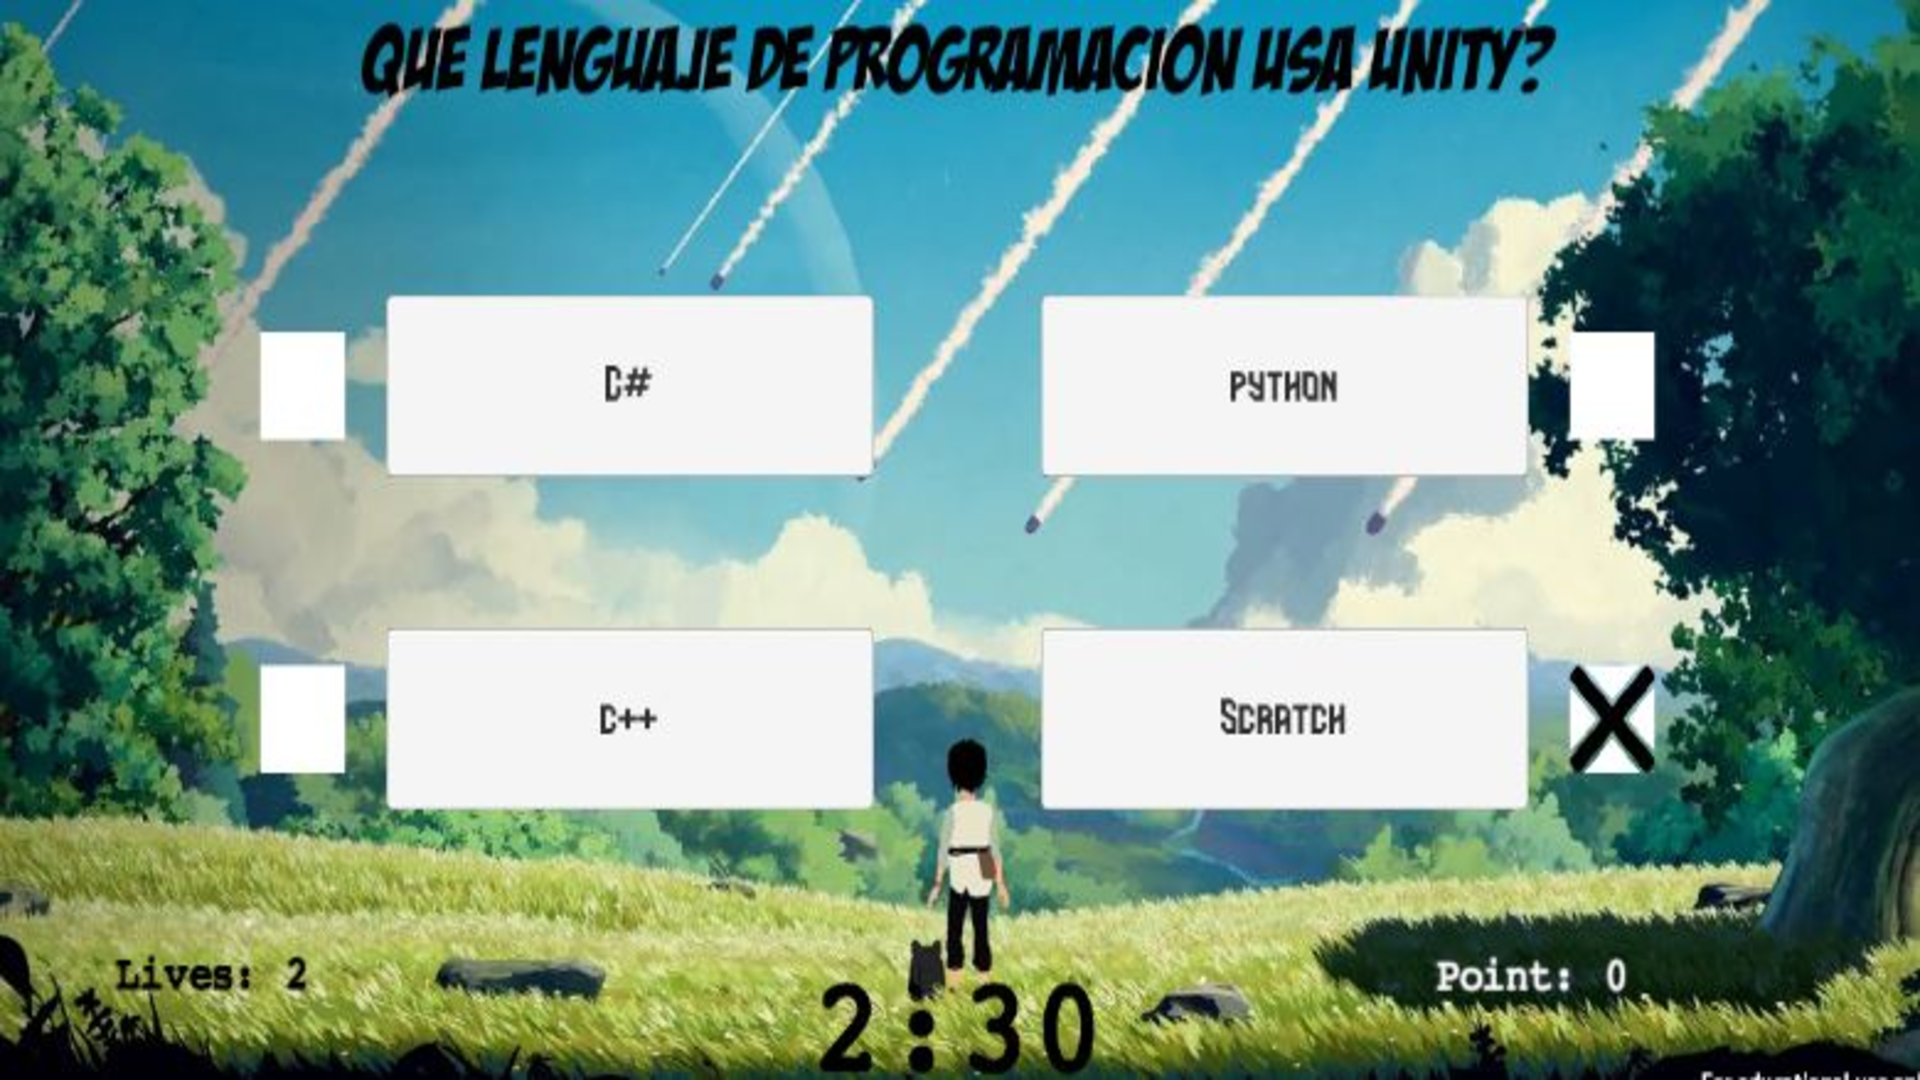 QUE LENGUAJE DE PROGRAMACION USA UNITY?
C#
PYTHON
C++
SCRATCH
Lives: 2
Point: 0
2:30